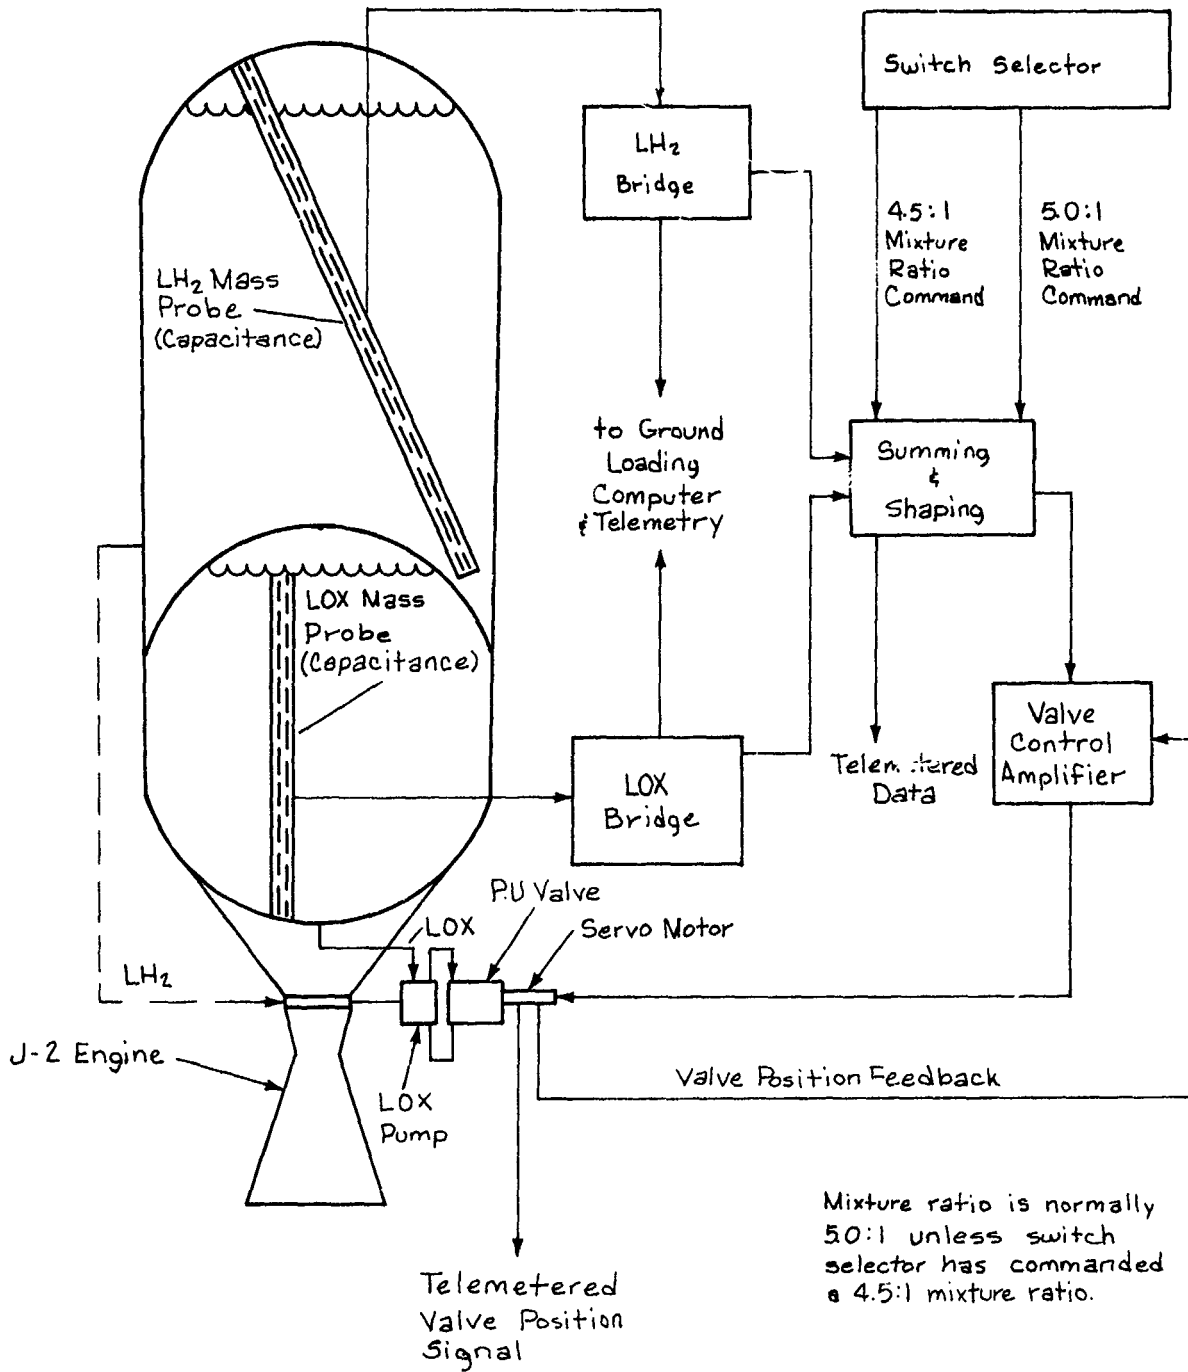 Switch Selector
LH₂
Bridge
4.5:1
Mixture
Ratio
Command
5.0:1
Mixture
Ratio
Command
LH₂ Mass
Probe
(Capacitance)
to Ground
Loading
Computer
& Telemetry
Summing
&
Shaping
LOX Mass
Probe
(Capacitance)
Valve
Control
Amplifier
LOX
Bridge
Telemetered
Data
P.U Valve
LOX
Servo Motor
LH₂
J-2 Engine
LOX
Pump
Valve Position Feedback
Mixture ratio is normally
5.0:1 unless switch
selector has commanded
a 4.5:1 mixture ratio.
Telemetered
Valve Position
Signal